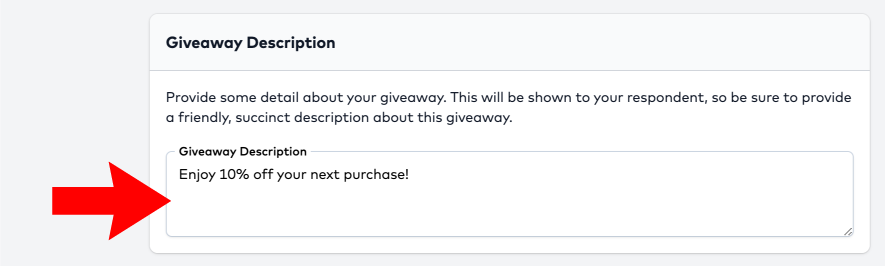 Giveaway Description
Provide some detail about your giveaway. This will be shown to your respondent, so be sure to provide
a friendly, succinct description about this giveaway.
Giveaway Description
Enjoy 10% off your next purchase!